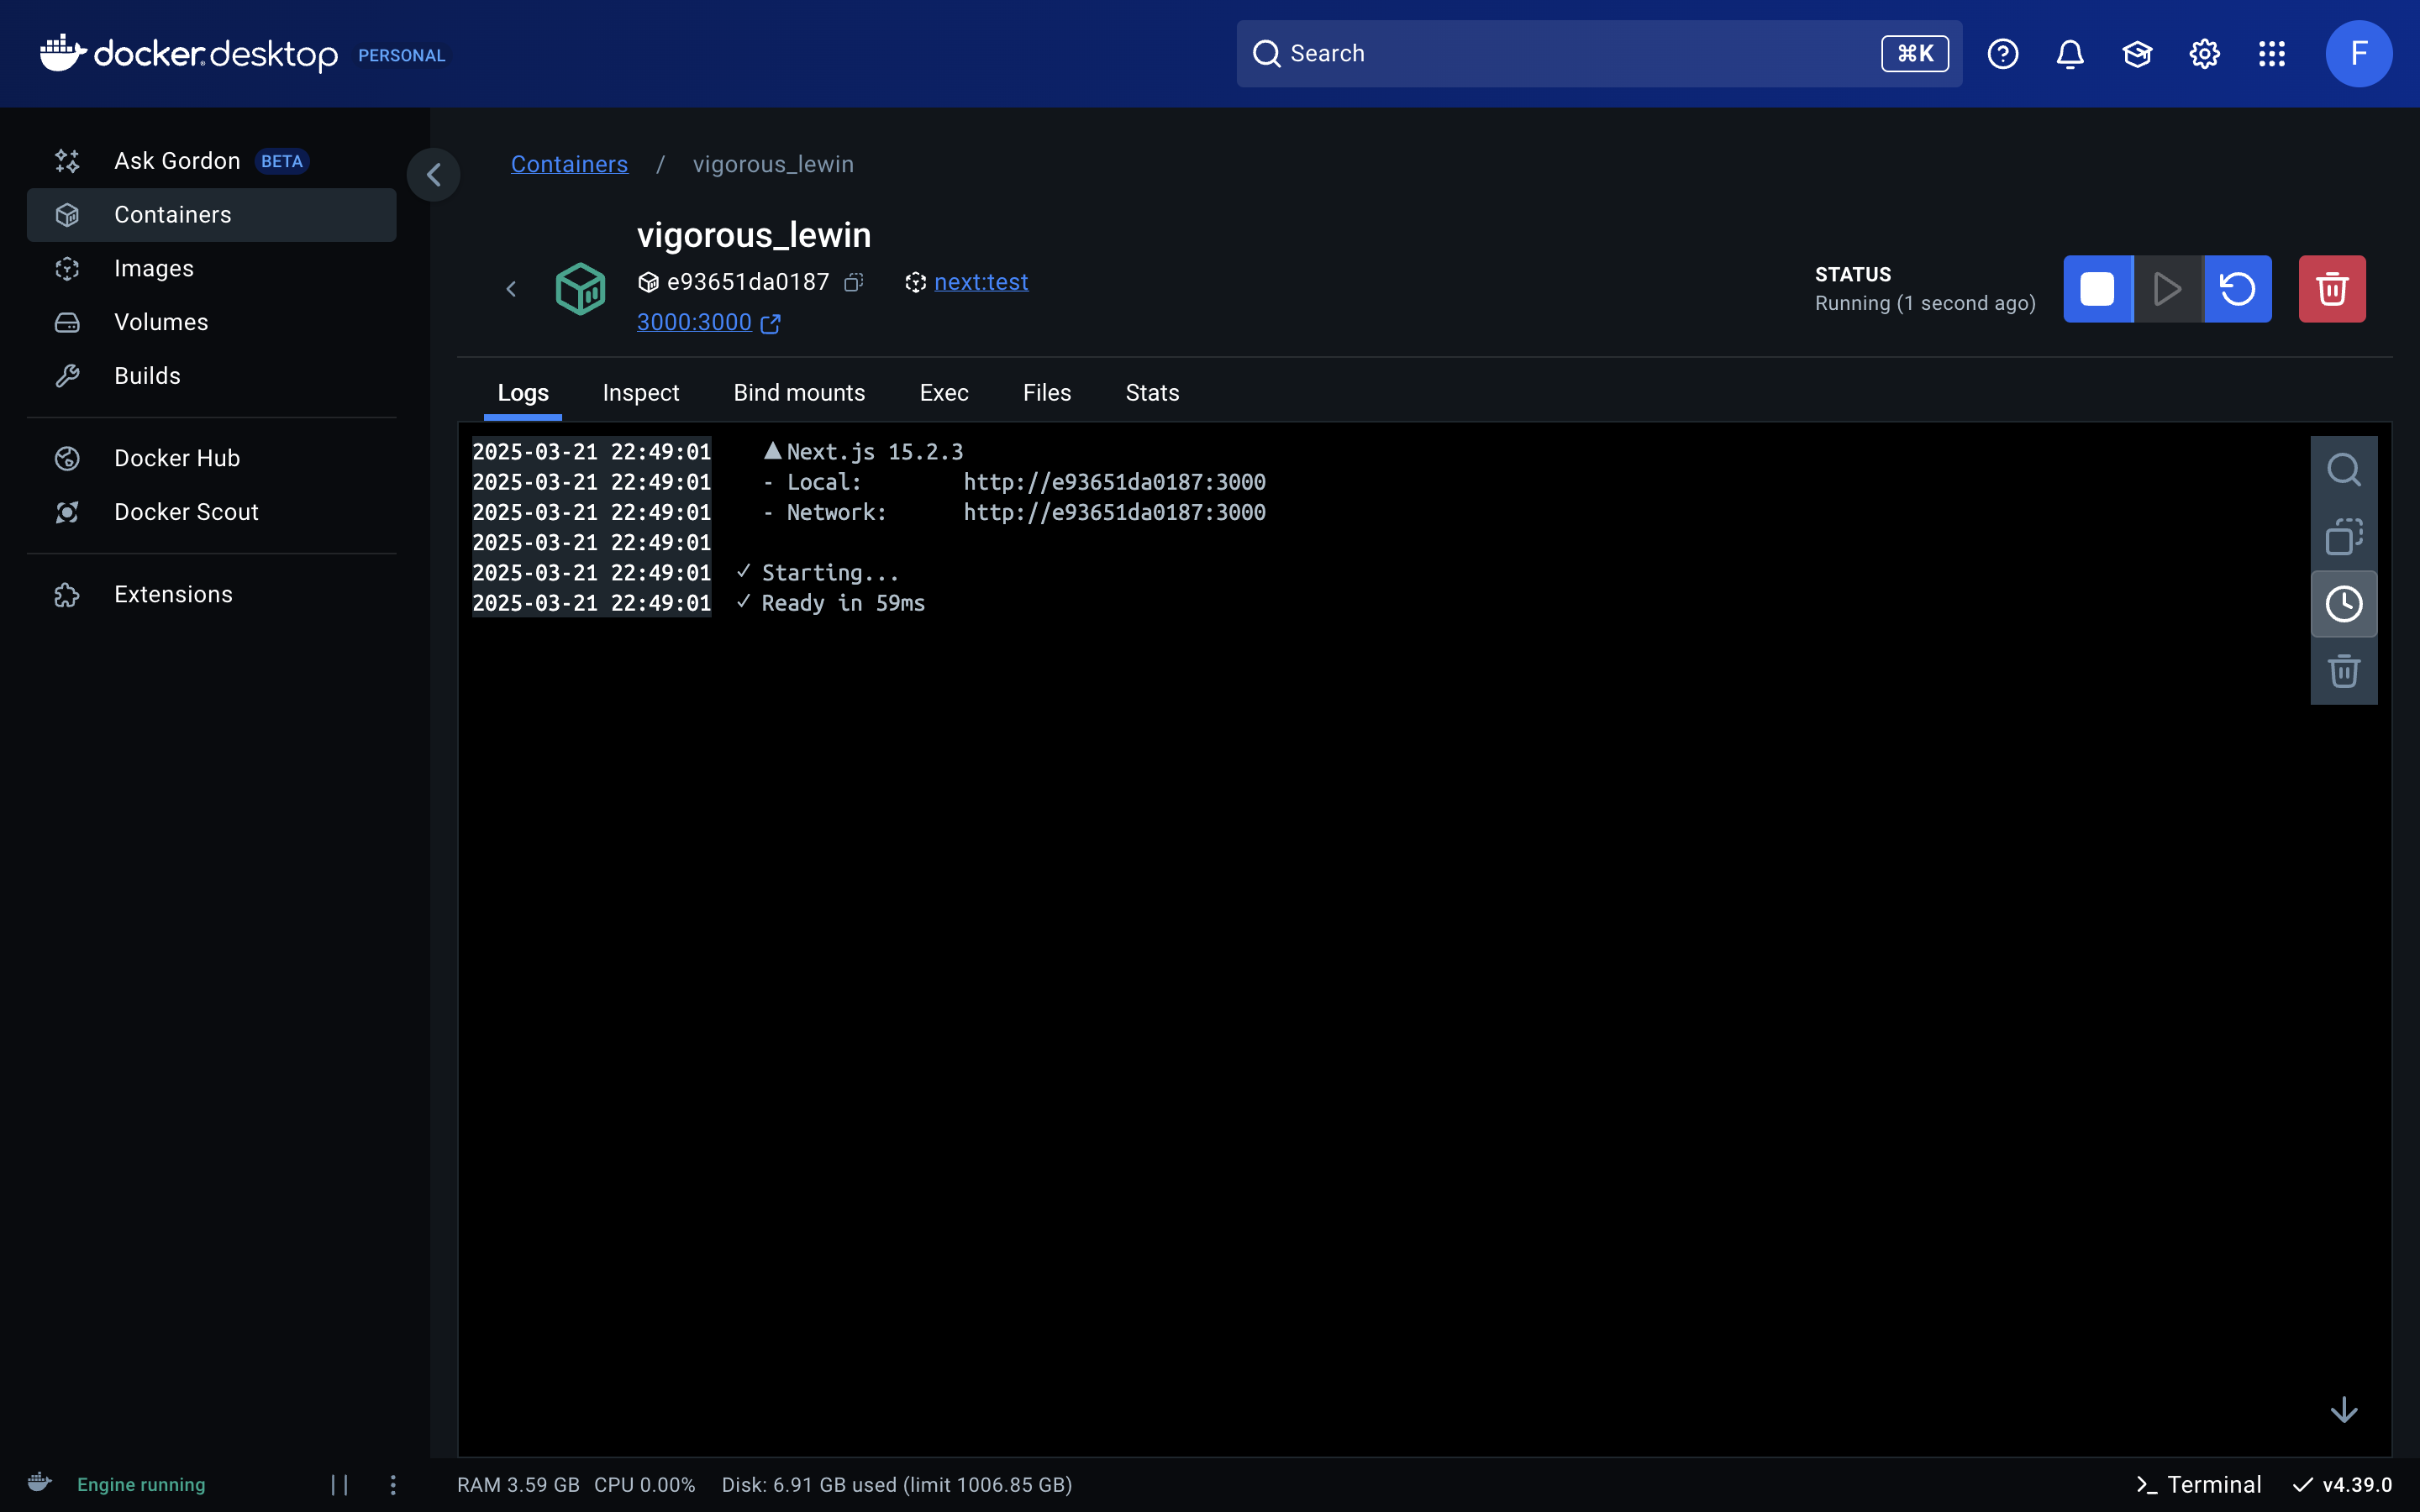 docker desktop PERSONAL
Search
⌘K
F
Ask Gordon BETA
Containers
Images
Volumes
Builds
Docker Hub
Docker Scout
Extensions
Containers / vigorous_lewin
vigorous_lewin
e93651da0187 next:test
3000:3000
STATUS
Running (1 second ago)
Logs Inspect Bind mounts Exec Files Stats
2025-03-21 22:49:01 ▲ Next.js 15.2.3
2025-03-21 22:49:01 - Local: http://e93651da0187:3000
2025-03-21 22:49:01 - Network: http://e93651da0187:3000
2025-03-21 22:49:01
2025-03-21 22:49:01 ✓ Starting...
2025-03-21 22:49:01 ✓ Ready in 59ms
Engine running
RAM 3.59 GB CPU 0.00% Disk: 6.91 GB used (limit 1006.85 GB)
Terminal
v4.39.0